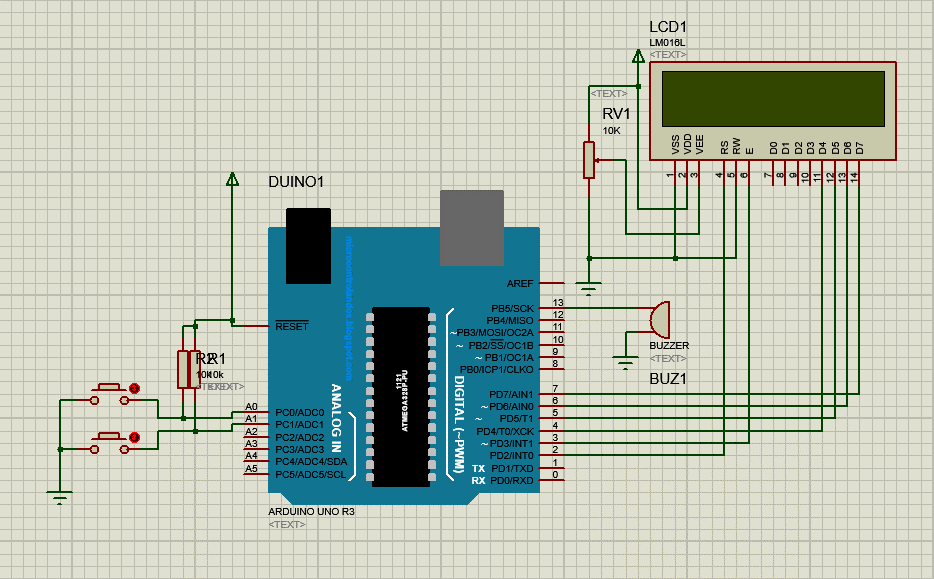 LCD1
LM016L
<TEXT>
<TEXT>
RV1
10K
VSS
VDD
VEE
RS
RW
E
D0
D1
D2
D3
D4
D5
D6
D7
1
2
3
4
5
6
7
8
9
10
11
12
13
14
DUINO1
microcontrolandos.blogspot.com
AREF
RESET
PB5/SCK 13
PB4/MISO 12
~PB3/MOSI/OC2A 11
~ PB2/SS/OC1B 10
~ PB1/OC1A 9
PB0/ICP1/CLKO 8
BUZZER
<TEXT>
BUZ1
1121
ATMEGA328P-PU
DIGITAL (~PWM)
ANALOG IN
PD7/AIN1 7
~PD6/AIN0 6
~ PD5/T1 5
PD4/T0/XCK 4
~PD3/INT1 3
PD2/INT0 2
TX PD1/TXD 1
RX PD0/RXD 0
A0 PC0/ADC0
A1 PC1/ADC1
A2 PC2/ADC2
A3 PC3/ADC3
A4 PC4/ADC4/SDA
A5 PC5/ADC5/SCL
ARDUINO UNO R3
<TEXT>